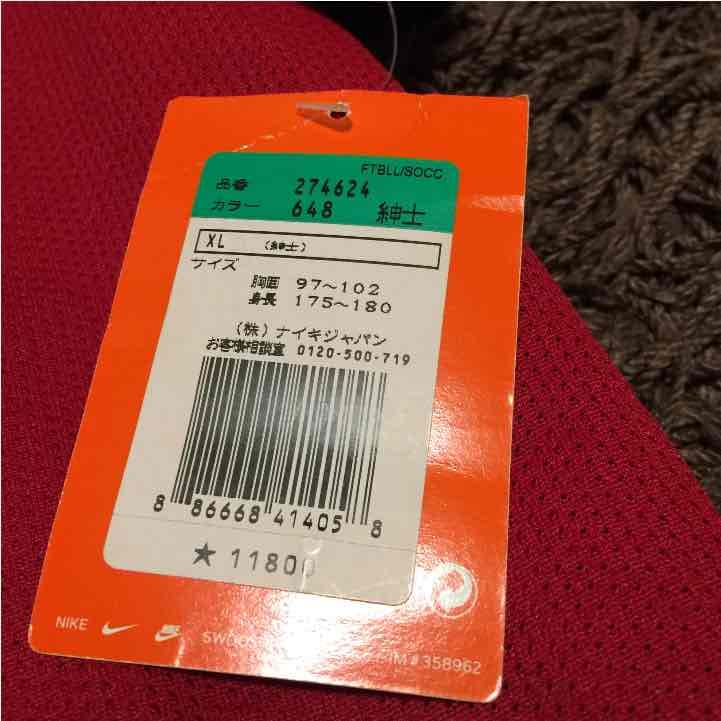 FTBLL/SOCC
品番 274624
カラー 648 紳士
XL (紳士)
サイズ
胸囲 97～102
身長 175～180
(株)ナイキジャパン
お客様相談室 0120-500-719
8 86668 41405 8
★ 11800
NIKE
IM#358962